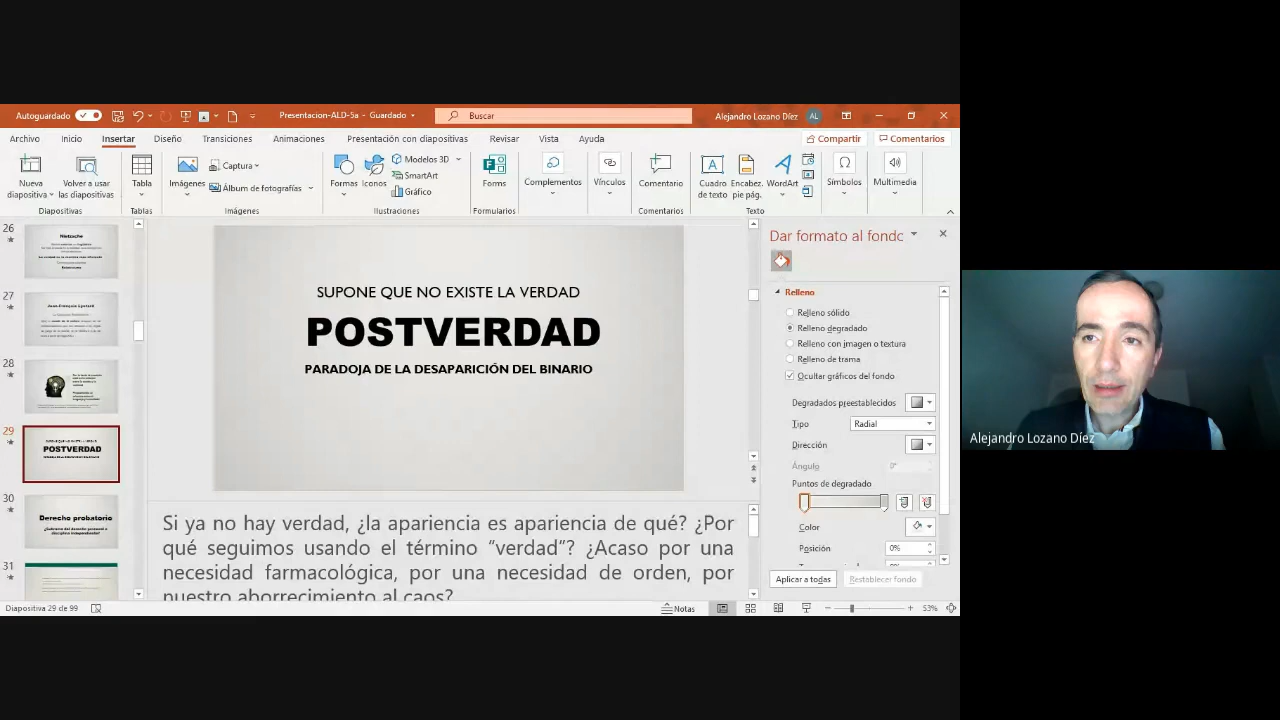 Autoguardado
Presentacion-ALD-5a - Guardado
Buscar
Alejandro Lozano Díez
AL
Archivo
Inicio
Insertar
Diseño
Transiciones
Animaciones
Presentación con diapositivas
Revisar
Vista
Ayuda
Compartir
Comentarios
Nueva diapositiva
Volver a usar las diapositivas
Tabla
Imágenes
Captura
Álbum de fotografías
Formas
Iconos
Modelos 3D
SmartArt
Gráfico
Forms
Complementos
Vínculos
Comentario
Cuadro de texto
Encabez. pie pág.
WordArt
Símbolos
Multimedia
Diapositivas
Tablas
Imágenes
Ilustraciones
Formularios
Comentarios
Texto
26
Nietzsche
27
Jean-François Lyotard
28
29
POSTVERDAD
30
Derecho probatorio
31
SUPONE QUE NO EXISTE LA VERDAD
POSTVERDAD
PARADOJA DE LA DESAPARICIÓN DEL BINARIO
Si ya no hay verdad, ¿la apariencia es apariencia de qué? ¿Por
qué seguimos usando el término “verdad”? ¿Acaso por una
necesidad farmacológica, por una necesidad de orden, por
nuestro aborrecimiento al caos?
Dar formato al fondo
Relleno
Relleno sólido
Relleno degradado
Relleno con imagen o textura
Relleno de trama
Ocultar gráficos del fondo
Degradados preestablecidos
Tipo
Radial
Dirección
Ángulo
0°
Puntos de degradado
Color
Posición
0%
Aplicar a todas
Restablecer fondo
Diapositiva 29 de 99
Notas
53%
Alejandro Lozano Díez